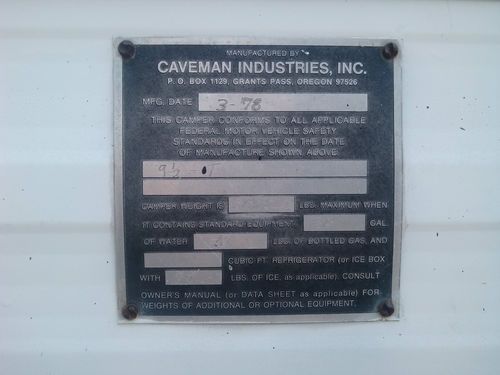 MANUFACTURED BY
CAVEMAN INDUSTRIES, INC.
P. O. BOX 1129, GRANTS PASS, OREGON 97526
MFG. DATE 3-78
THIS CAMPER CONFORMS TO ALL APPLICABLE
FEDERAL MOTOR VEHICLE SAFETY
STANDARDS IN EFFECT ON THE DATE
OF MANUFACTURE SHOWN ABOVE
9½
CAMPER WEIGHT IS LBS. MAXIMUM WHEN
IT CONTAINS STANDARD EQUIPMENT, GAL.
OF WATER LBS. OF BOTTLED GAS, AND
CUBIC FT. REFRIGERATOR (or ICE BOX
WITH LBS. OF ICE, as applicable). CONSULT
OWNER'S MANUAL (or DATA SHEET as applicable) FOR
WEIGHTS OF ADDITIONAL OR OPTIONAL EQUIPMENT.